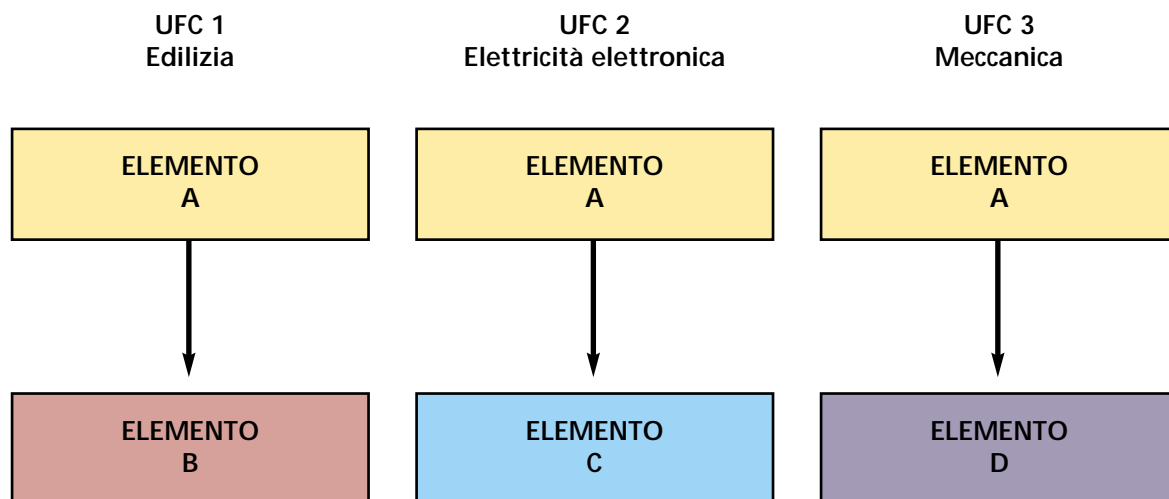 UFC 1
Edilizia
UFC 2
Elettricità elettronica
UFC 3
Meccanica
ELEMENTO
A
ELEMENTO
A
ELEMENTO
A
ELEMENTO
B
ELEMENTO
C
ELEMENTO
D